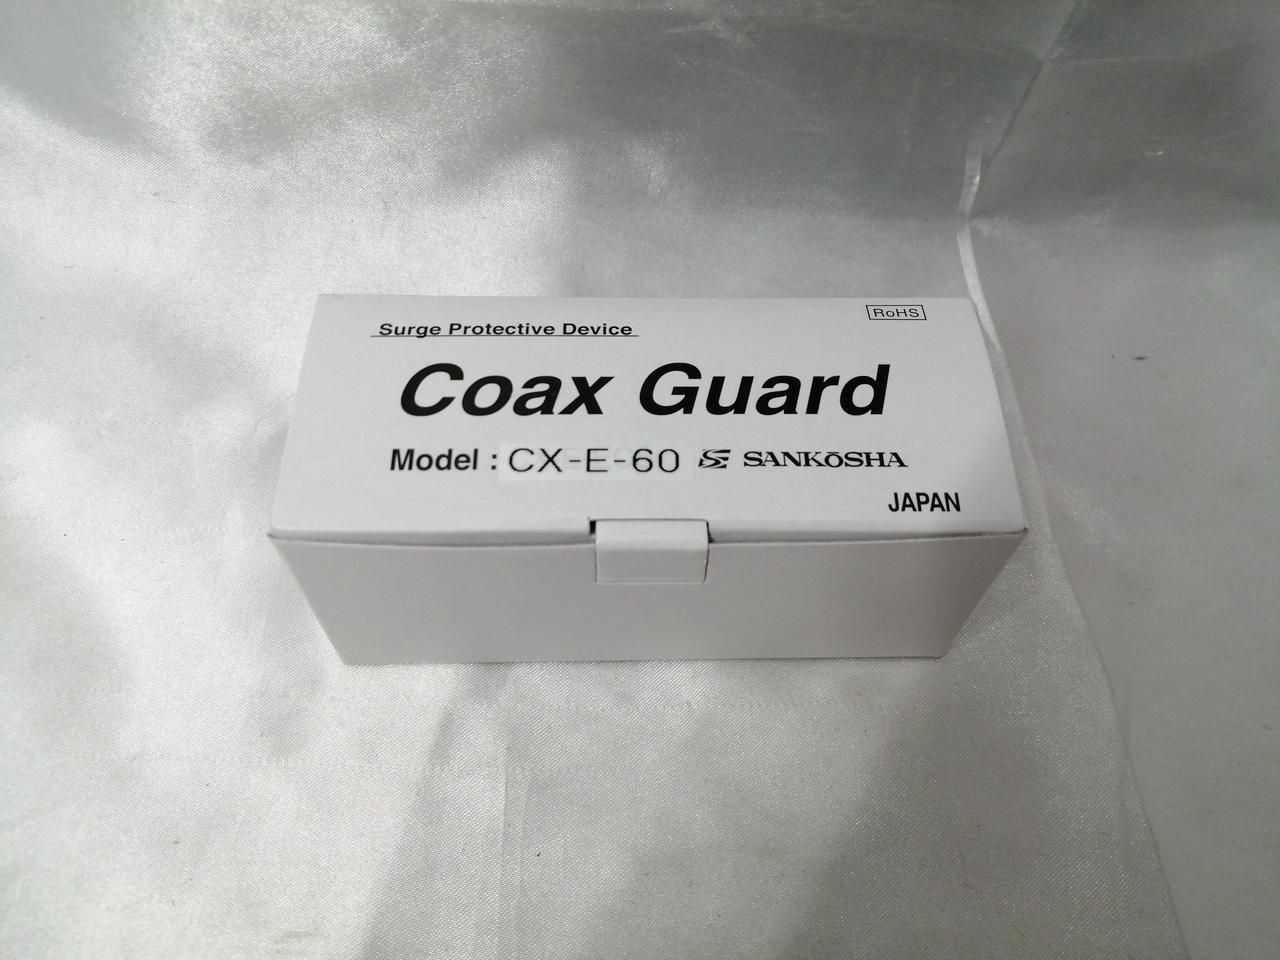 RoHS
Surge Protective Device
Coax Guard
Model : CX-E-60 SANKŌSHA
JAPAN